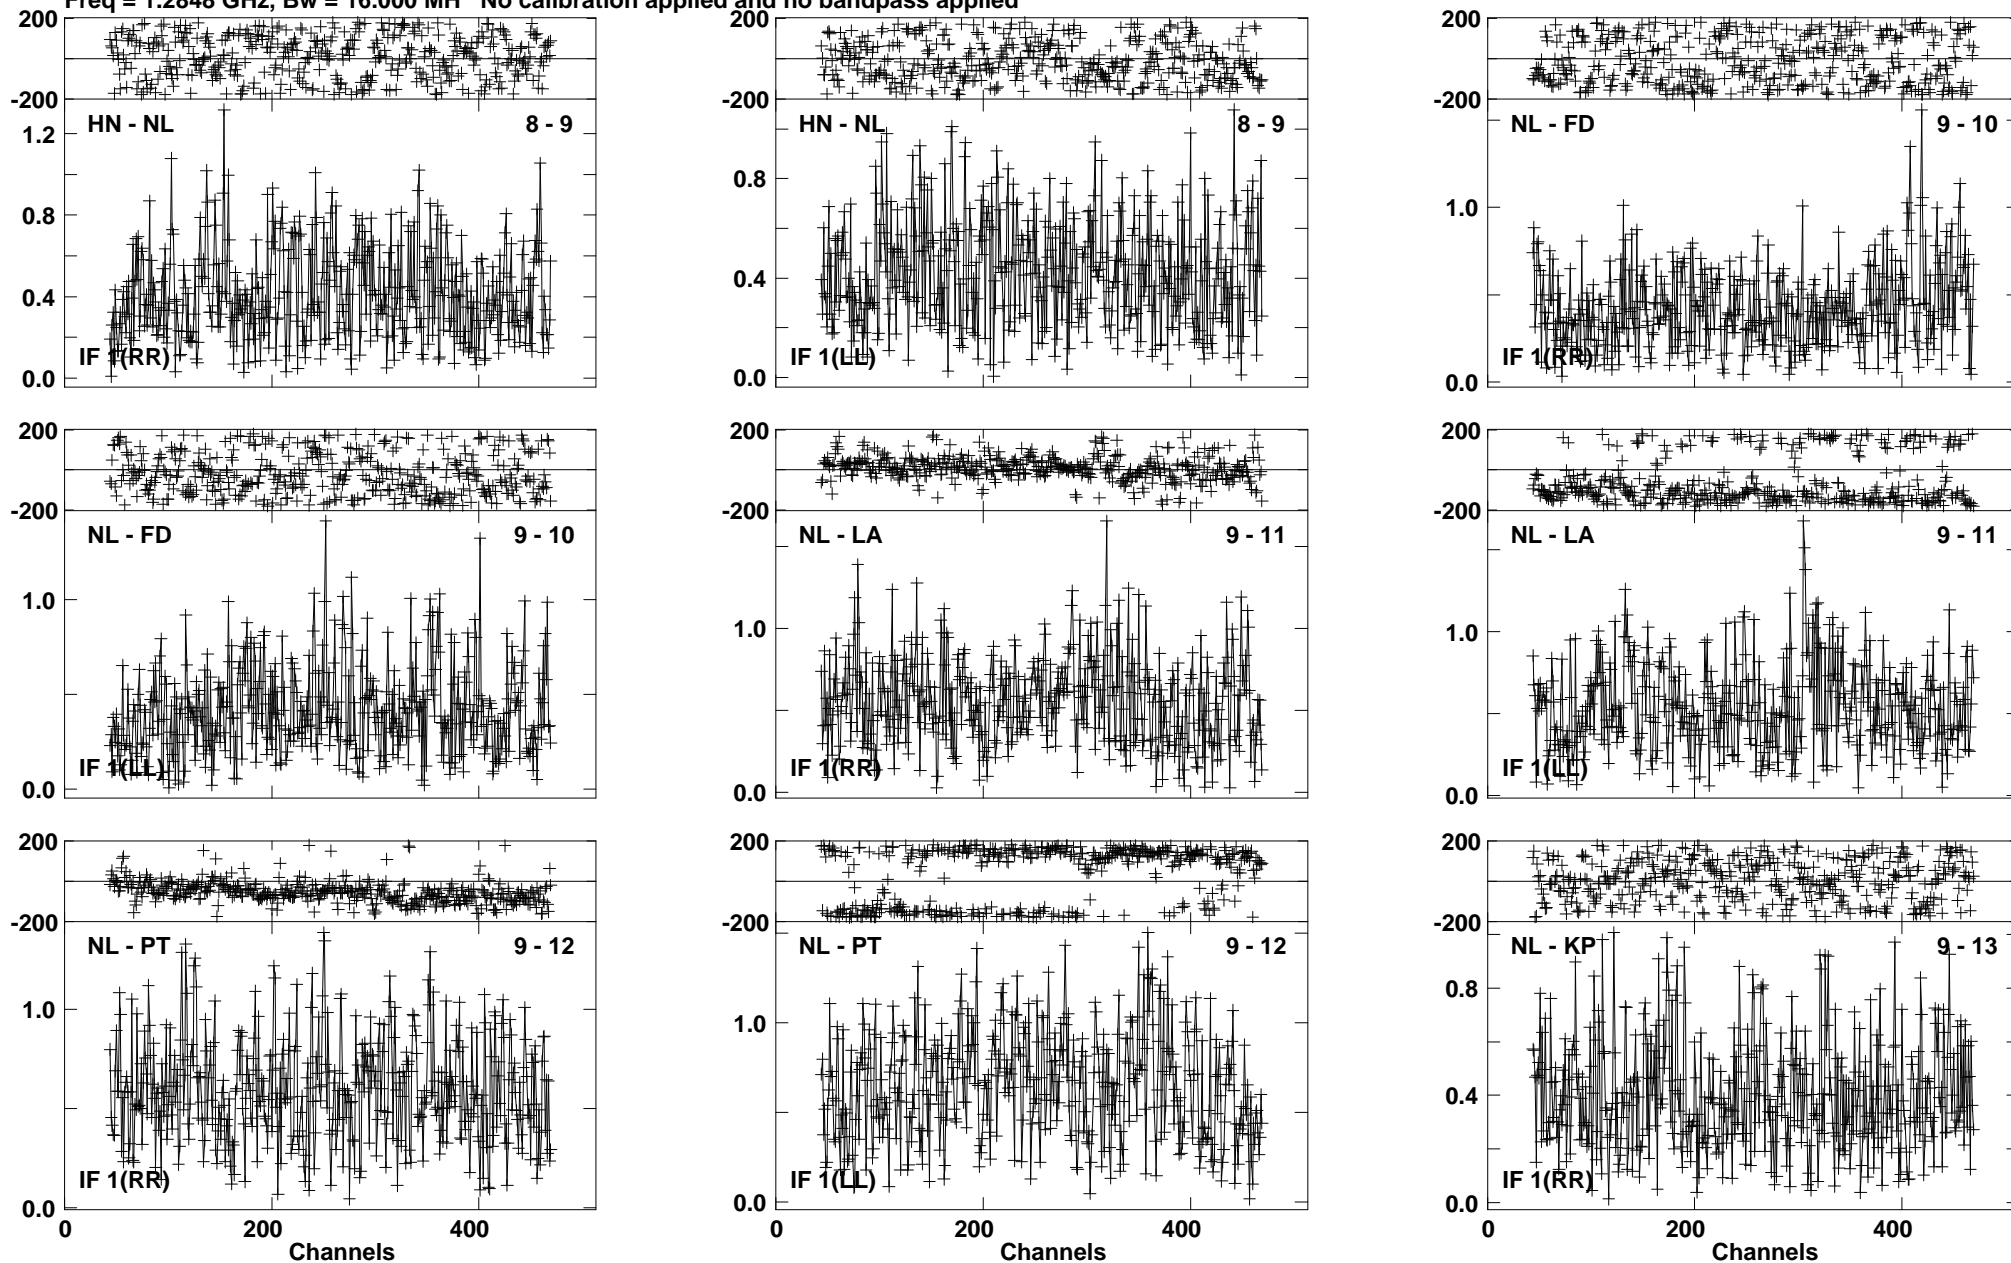 Freq = 1.2848 GHz, Bw = 16.000 MH No calibration applied and no bandpass applied
200
-200
HN - NL 8 - 9
1.2
0.8
0.4
0.0
IF 1(RR)
200
-200
HN - NL 8 - 9
0.8
0.4
0.0
IF 1(LL)
200
-200
NL - FD 9 - 10
1.0
0.0
IF 1(RR)
200
-200
NL - FD 9 - 10
1.0
0.0
IF 1(LL)
200
-200
NL - LA 9 - 11
1.0
0.0
IF 1(RR)
200
-200
NL - LA 9 - 11
1.0
0.0
IF 1(LL)
200
-200
NL - PT 9 - 12
1.0
0.0
IF 1(RR)
0 200 400
Channels
200
-200
NL - PT 9 - 12
1.0
0.0
IF 1(LL)
200 400
Channels
200
-200
NL - KP 9 - 13
0.8
0.4
0.0
IF 1(RR)
0 200 400
Channels